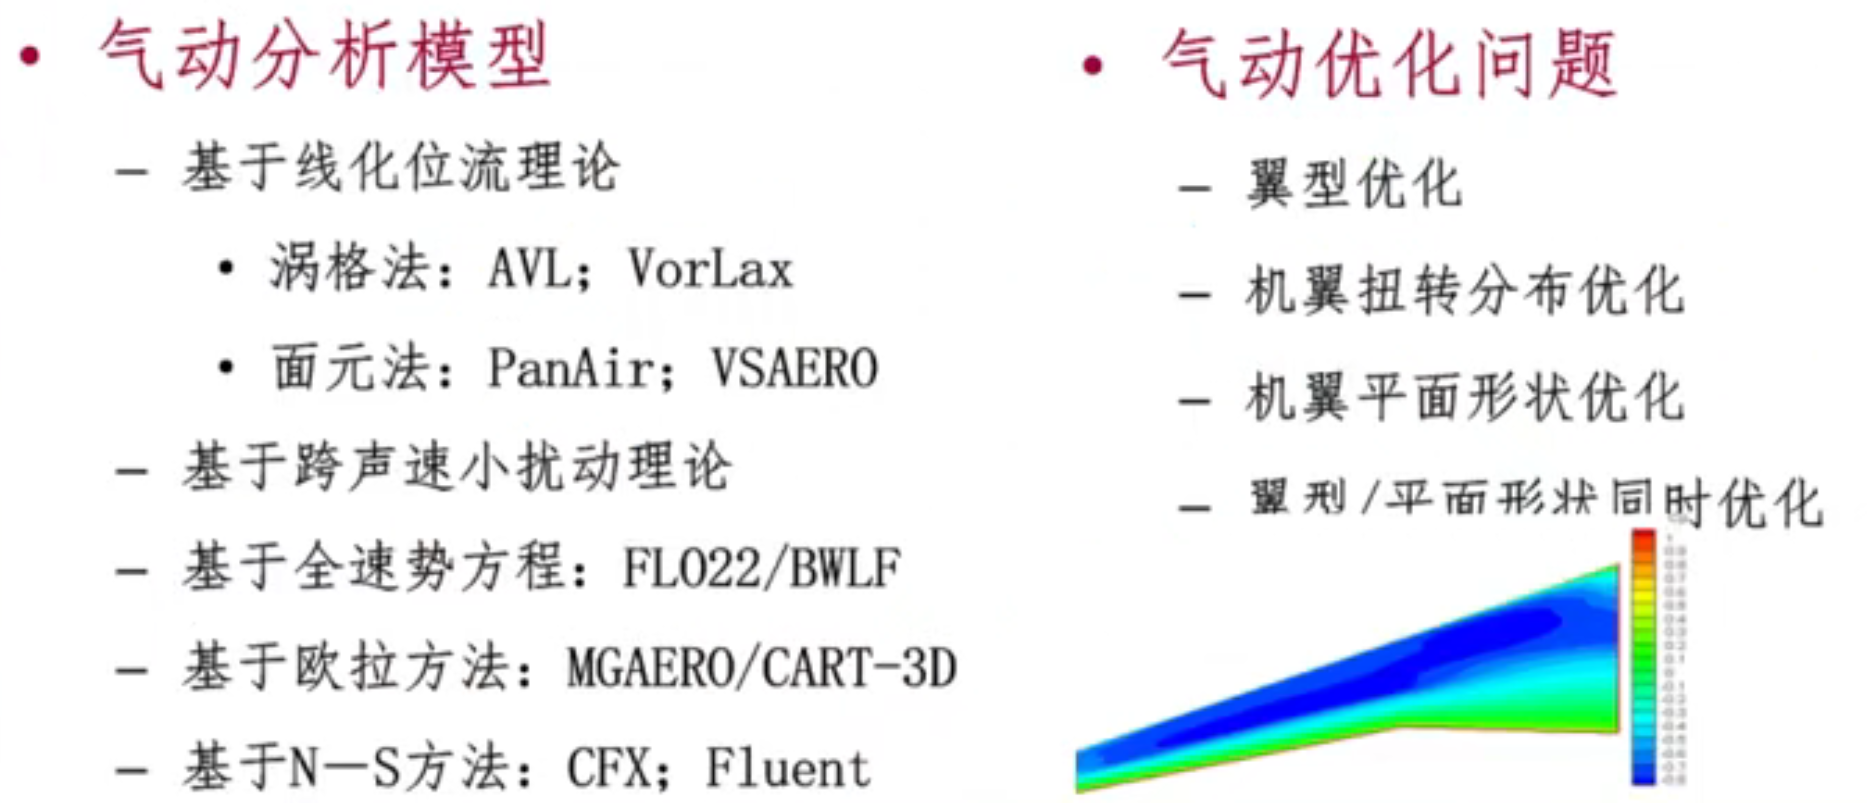 • 气动分析模型
– 基于线化位流理论
• 涡格法：AVL；VorLax
• 面元法：PanAir；VSAERO
– 基于跨声速小扰动理论
– 基于全速势方程：FLO22/BWLF
– 基于欧拉方法：MGAERO/CART-3D
– 基于N—S方法：CFX；Fluent
• 气动优化问题
– 翼型优化
– 机翼扭转分布优化
– 机翼平面形状优化
– 翼型/平面形状同时优化